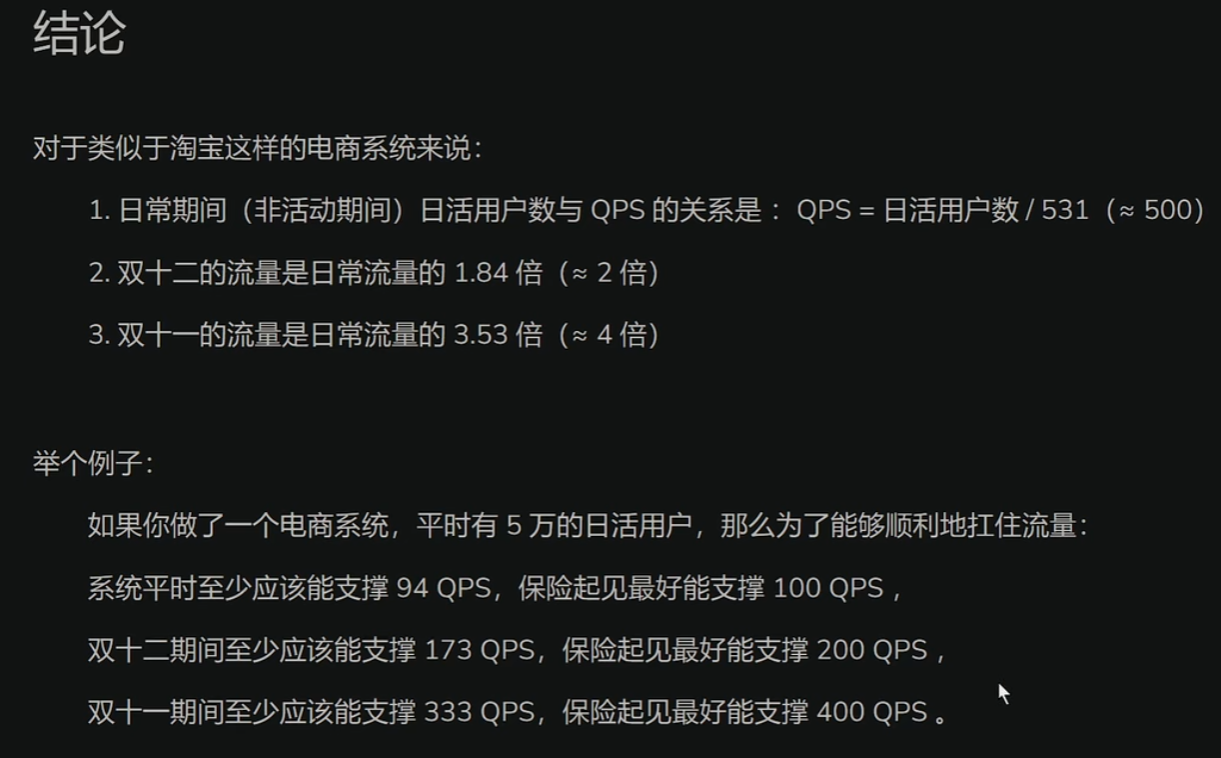 结论
对于类似于淘宝这样的电商系统来说：
1. 日常期间（非活动期间）日活用户数与 QPS 的关系是 ：QPS = 日活用户数 / 531（≈ 500）
2. 双十二的流量是日常流量的 1.84 倍（≈ 2 倍）
3. 双十一的流量是日常流量的 3.53 倍（≈ 4 倍）
举个例子：
如果你做了一个电商系统，平时有 5 万的日活用户，那么为了能够顺利地扛住流量：
系统平时至少应该能支撑 94 QPS，保险起见最好能支撑 100 QPS ，
双十二期间至少应该能支撑 173 QPS，保险起见最好能支撑 200 QPS ，
双十一期间至少应该能支撑 333 QPS，保险起见最好能支撑 400 QPS 。